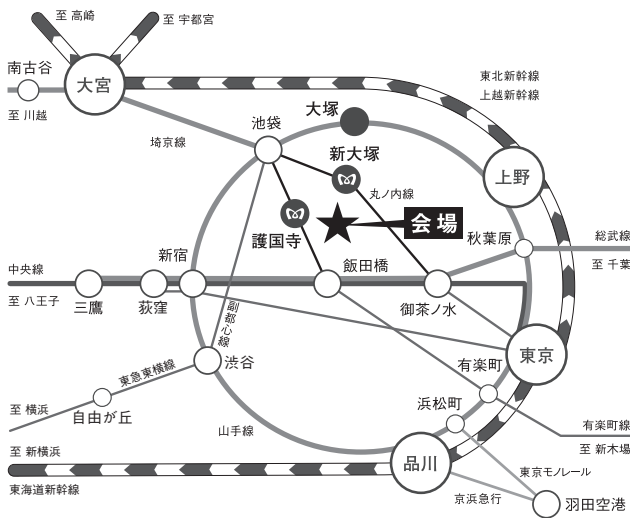 至 高崎
至 宇都宮
南古谷
大宮
至 川越
東北新幹線
上越新幹線
埼京線
池袋
大塚
新大塚
上野
丸ノ内線
護国寺
会場
秋葉原
総武線
至 千葉
新宿
飯田橋
中央線
至 八王子
三鷹
荻窪
御茶ノ水
副都心線
東京
渋谷
有楽町
東急東横線
自由が丘
至 横浜
浜松町
山手線
有楽町線
至 新木場
至 新横浜
品川
東海道新幹線
東京モノレール
京浜急行
羽田空港